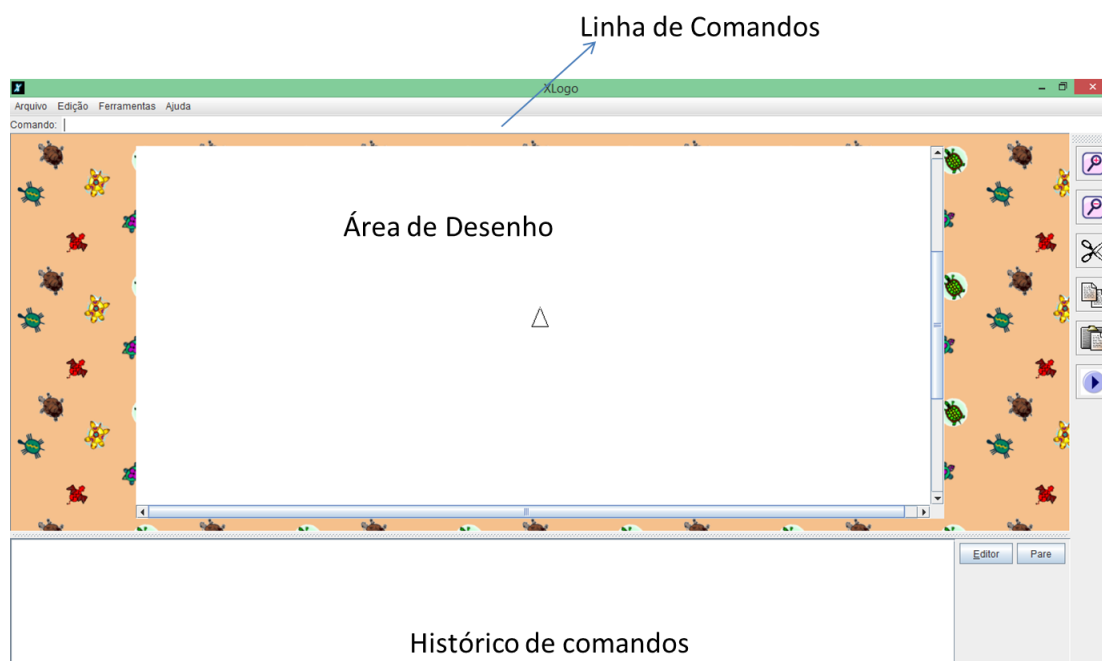 Linha de Comandos
XLogo
Arquivo Edição Ferramentas Ajuda
Comando:
Área de Desenho
Editor Pare
Histórico de comandos